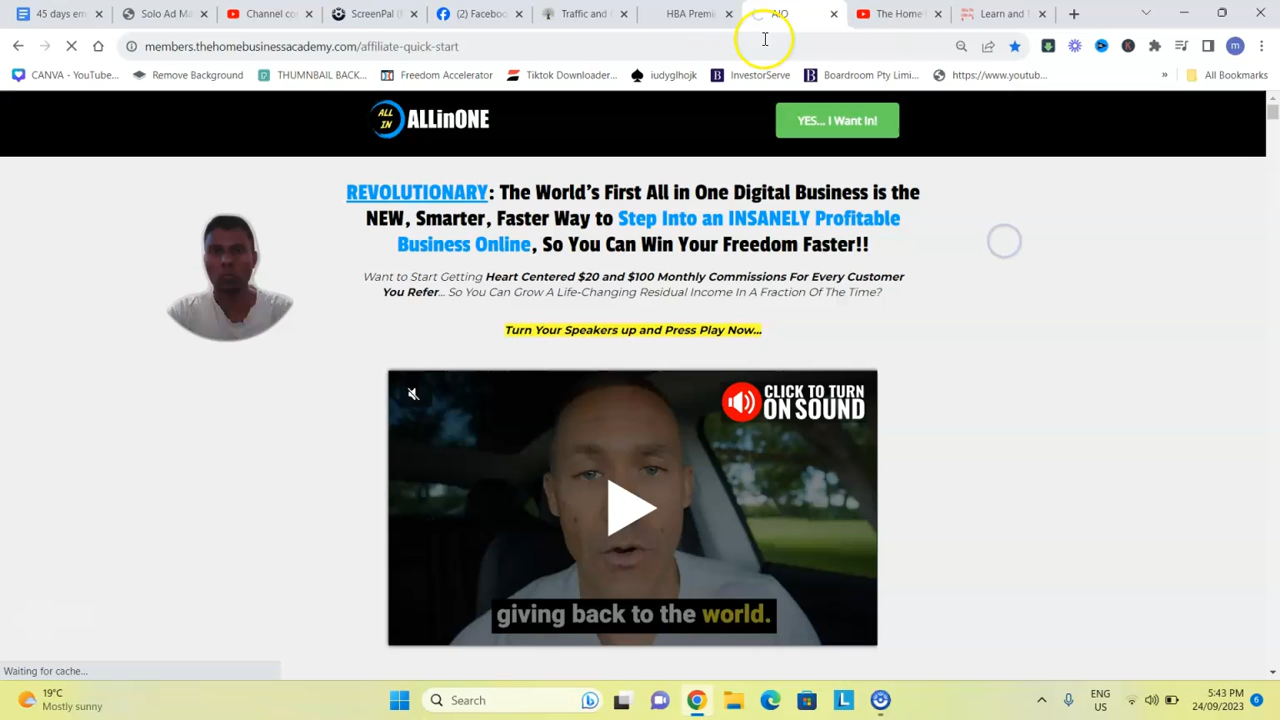 45 days em
Solo Ad Ma
Channel co
ScreenPal (
(2) Faceboo
Traffic and
HBA Premi
AIO
The Home
Learn and
members.thehomebusinessacademy.com/affiliate-quick-start
CANVA - YouTube...
Remove Background
THUMNBAIL BACK...
Freedom Accelerator
Tiktok Downloader...
iudyglhojk
InvestorServe
Boardroom Pty Limi...
https://www.youtub...
»
All Bookmarks
ALL IN
ALLinONE
YES... I Want In!
REVOLUTIONARY: The World's First All in One Digital Business is the
NEW, Smarter, Faster Way to Step Into an INSANELY Profitable
Business Online, So You Can Win Your Freedom Faster!!
Want to Start Getting Heart Centered $20 and $100 Monthly Commissions For Every Customer
You Refer... So You Can Grow A Life-Changing Residual Income In A Fraction Of The Time?
Turn Your Speakers up and Press Play Now...
CLICK TO TURN
ON SOUND
giving back to the world.
Waiting for cache...
19°C
Mostly sunny
Search
ENG
US
5:43 PM
24/09/2023
6